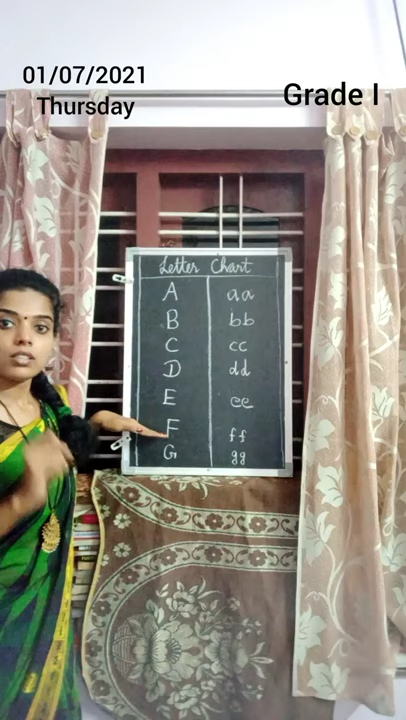 01/07/2021
Thursday
Grade I
Letter Chart
A aa
B bb
C cc
D dd
E ee
F ff
G gg